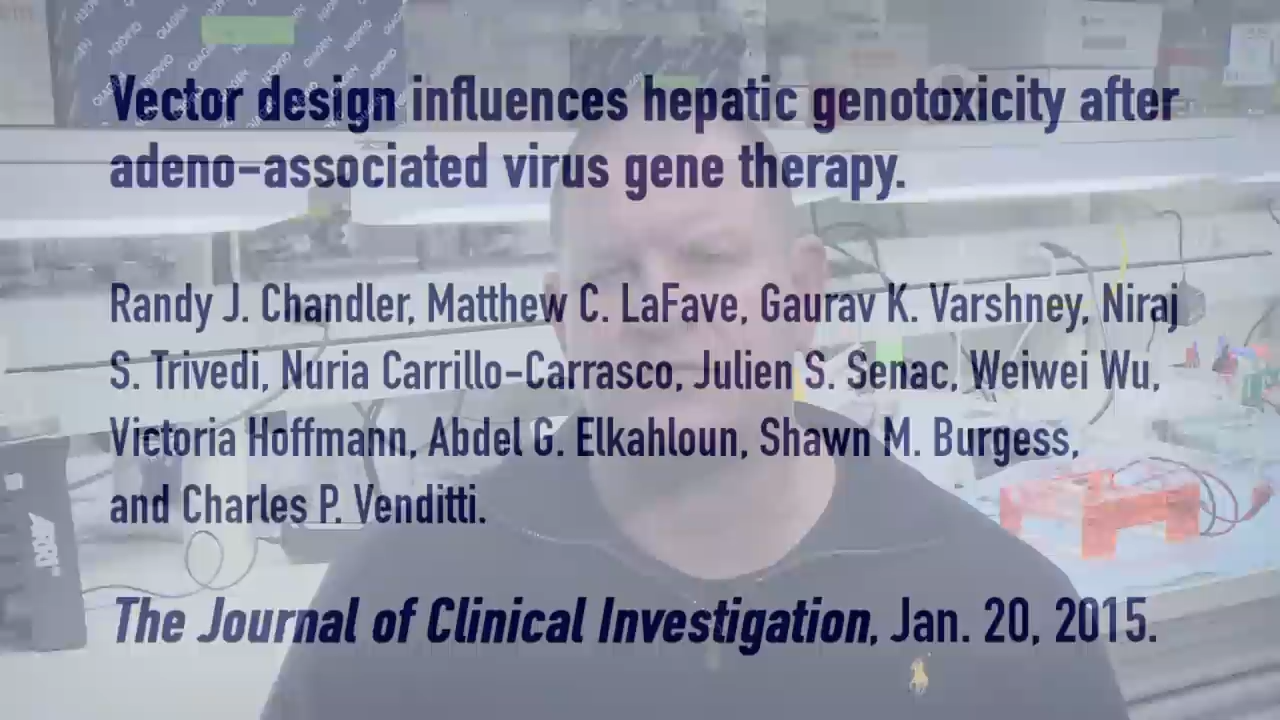 QIAGEN
Vector design influences hepatic genotoxicity after
adeno-associated virus gene therapy.
Randy J. Chandler, Matthew C. LaFave, Gaurav K. Varshney, Niraj
S. Trivedi, Nuria Carrillo-Carrasco, Julien S. Senac, Weiwei Wu,
Victoria Hoffmann, Abdel G. Elkahloun, Shawn M. Burgess,
and Charles P. Venditti.
The Journal of Clinical Investigation, Jan. 20, 2015.